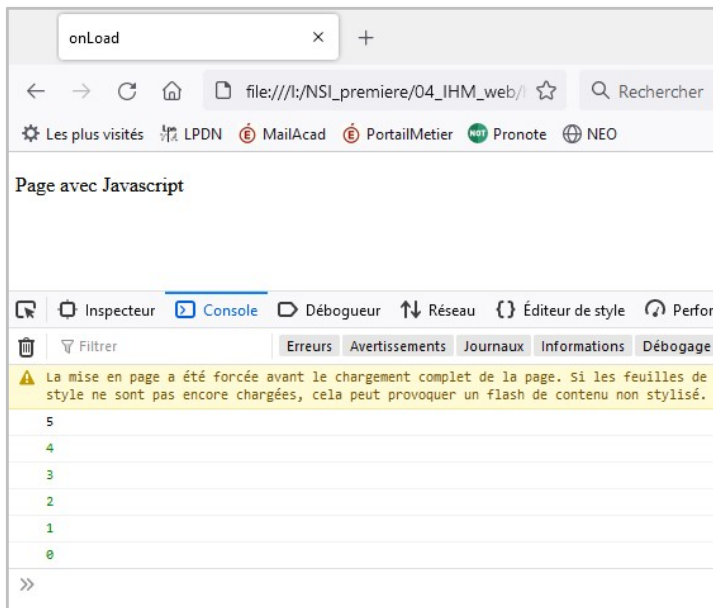 onLoad
file:///I:/NSI_premiere/04_IHM_web/ Rechercher
Les plus visités LPDN MailAcad PortailMetier Pronote NEO
Page avec Javascript
Inspecteur Console Débogueur Réseau Éditeur de style Perfor
Filtrer Erreurs Avertissements Journaux Informations Débogage
La mise en page a été forcée avant le chargement complet de la page. Si les feuilles de
style ne sont pas encore chargées, cela peut provoquer un flash de contenu non stylisé.
5
4
3
2
1
0